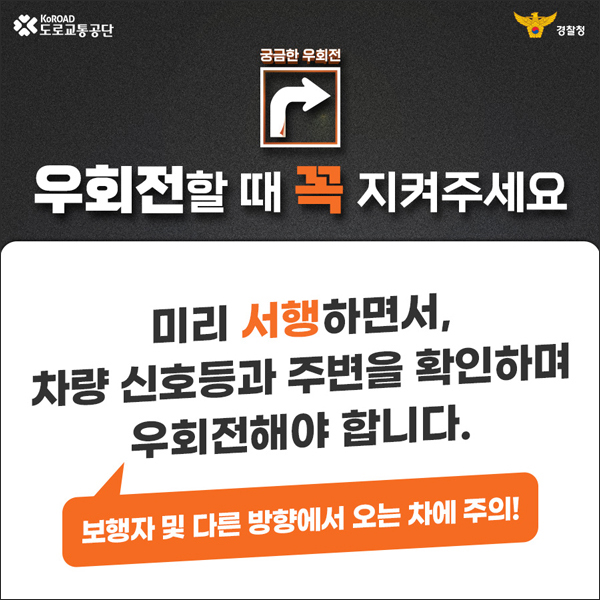 KoROAD
도로교통공단
경찰청
궁금한 우회전
우회전할 때 꼭 지켜주세요
미리 서행하면서,
차량 신호등과 주변을 확인하며
우회전해야 합니다.
보행자 및 다른 방향에서 오는 차에 주의!